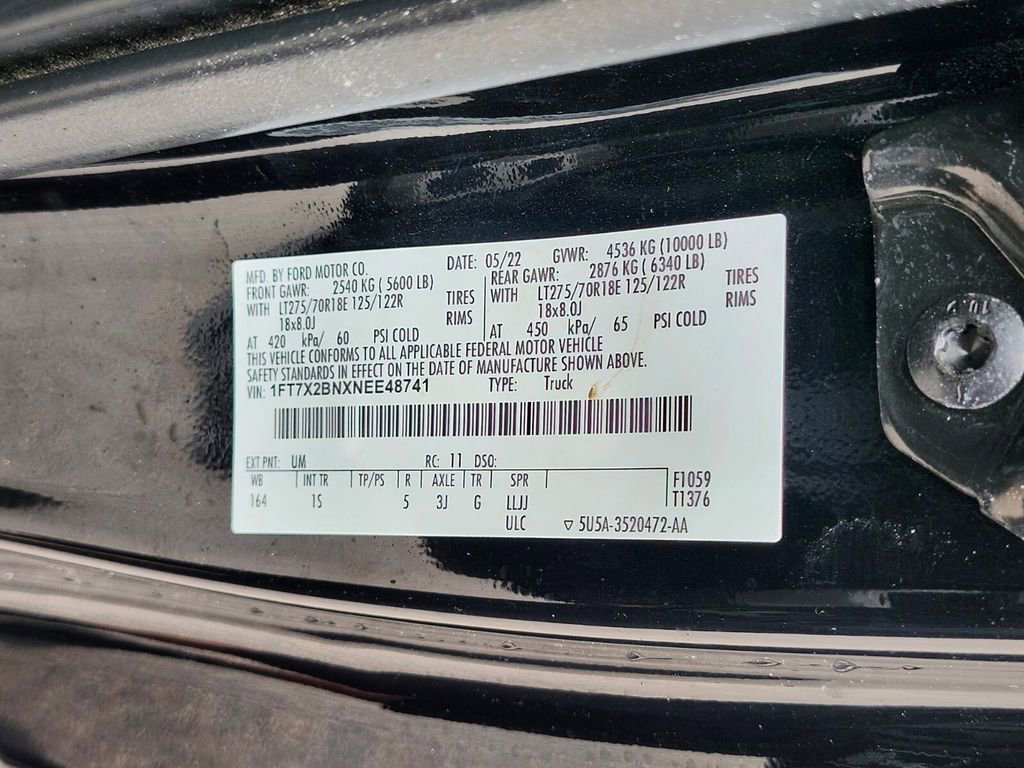 MFD. BY FORD MOTOR CO. DATE: 05/22 GVWR: 4536 KG (10000 LB)
FRONT GAWR: 2540 KG ( 5600 LB) REAR GAWR: 2876 KG ( 6340 LB)
WITH LT275/70R18E 125/122R TIRES WITH LT275/70R18E 125/122R TIRES
18x8.0J RIMS 18x8.0J RIMS
AT 420 kPa/ 60 PSI COLD AT 450 kPa/ 65 PSI COLD
THIS VEHICLE CONFORMS TO ALL APPLICABLE FEDERAL MOTOR VEHICLE
SAFETY STANDARDS IN EFFECT ON THE DATE OF MANUFACTURE SHOWN ABOVE.
VIN: 1FT7X2BNXNEE48741 TYPE: Truck
EXT PNT: UM RC: 11 DSO:
WB INT TR TP/PS R AXLE TR SPR F1059
164 1S 5 3J G LLJJ T1376
ULC ▽ 5U5A-3520472-AA
10.9